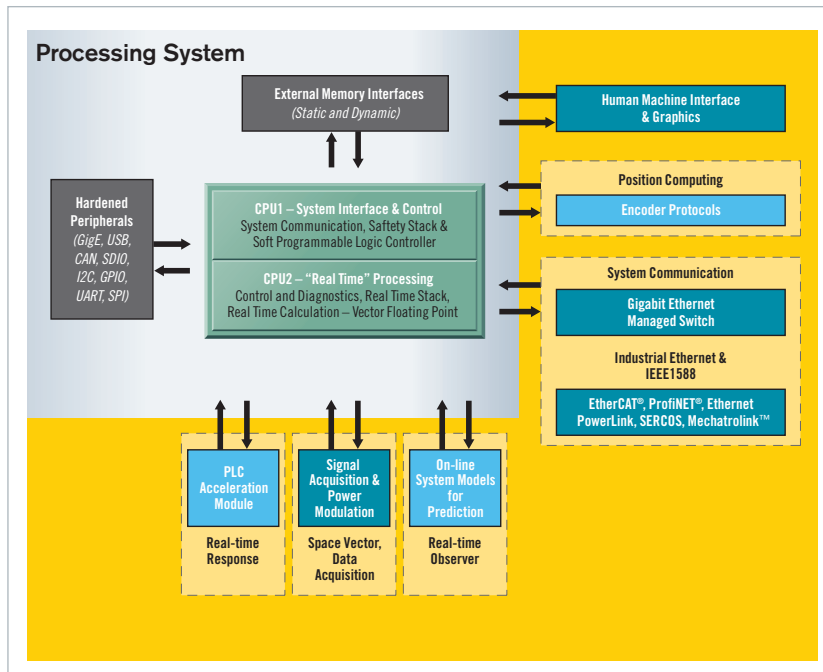 Processing System
External Memory Interfaces
(Static and Dynamic)
Human Machine Interface
& Graphics
Hardened
Peripherals
(GigE, USB,
CAN, SDIO,
I2C, GPIO,
UART, SPI)
CPU1 – System Interface & Control
System Communication, Saftety Stack &
Soft Programmable Logic Controller
CPU2 – “Real Time” Processing
Control and Diagnostics, Real Time Stack,
Real Time Calculation – Vector Floating Point
Position Computing
Encoder Protocols
System Communication
Gigabit Ethernet
Managed Switch
Industrial Ethernet &
IEEE1588
EtherCAT®, ProfiNET®, Ethernet
PowerLink, SERCOS, Mechatrolink™
PLC
Acceleration
Module
Real-time
Response
Signal
Acquisition &
Power
Modulation
Space Vector,
Data
Acquisition
On-line
System Models
for
Prediction
Real-time
Observer